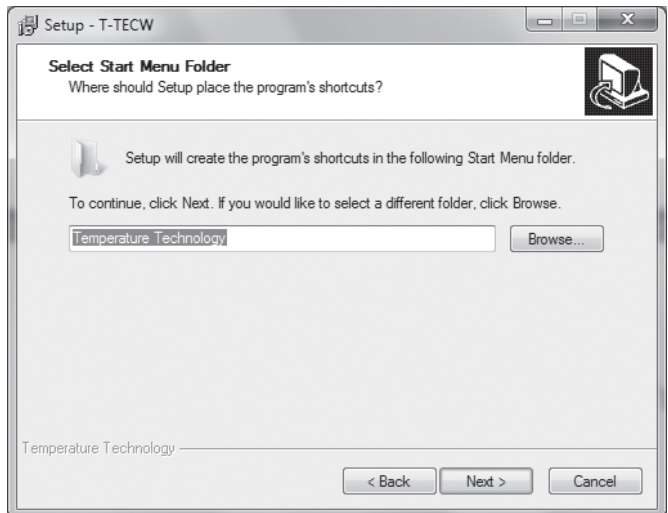 Setup - T-TECW
Select Start Menu Folder
Where should Setup place the program's shortcuts?
Setup will create the program's shortcuts in the following Start Menu folder.
To continue, click Next. If you would like to select a different folder, click Browse.
Temperature Technology
Browse...
Temperature Technology
< Back
Next >
Cancel